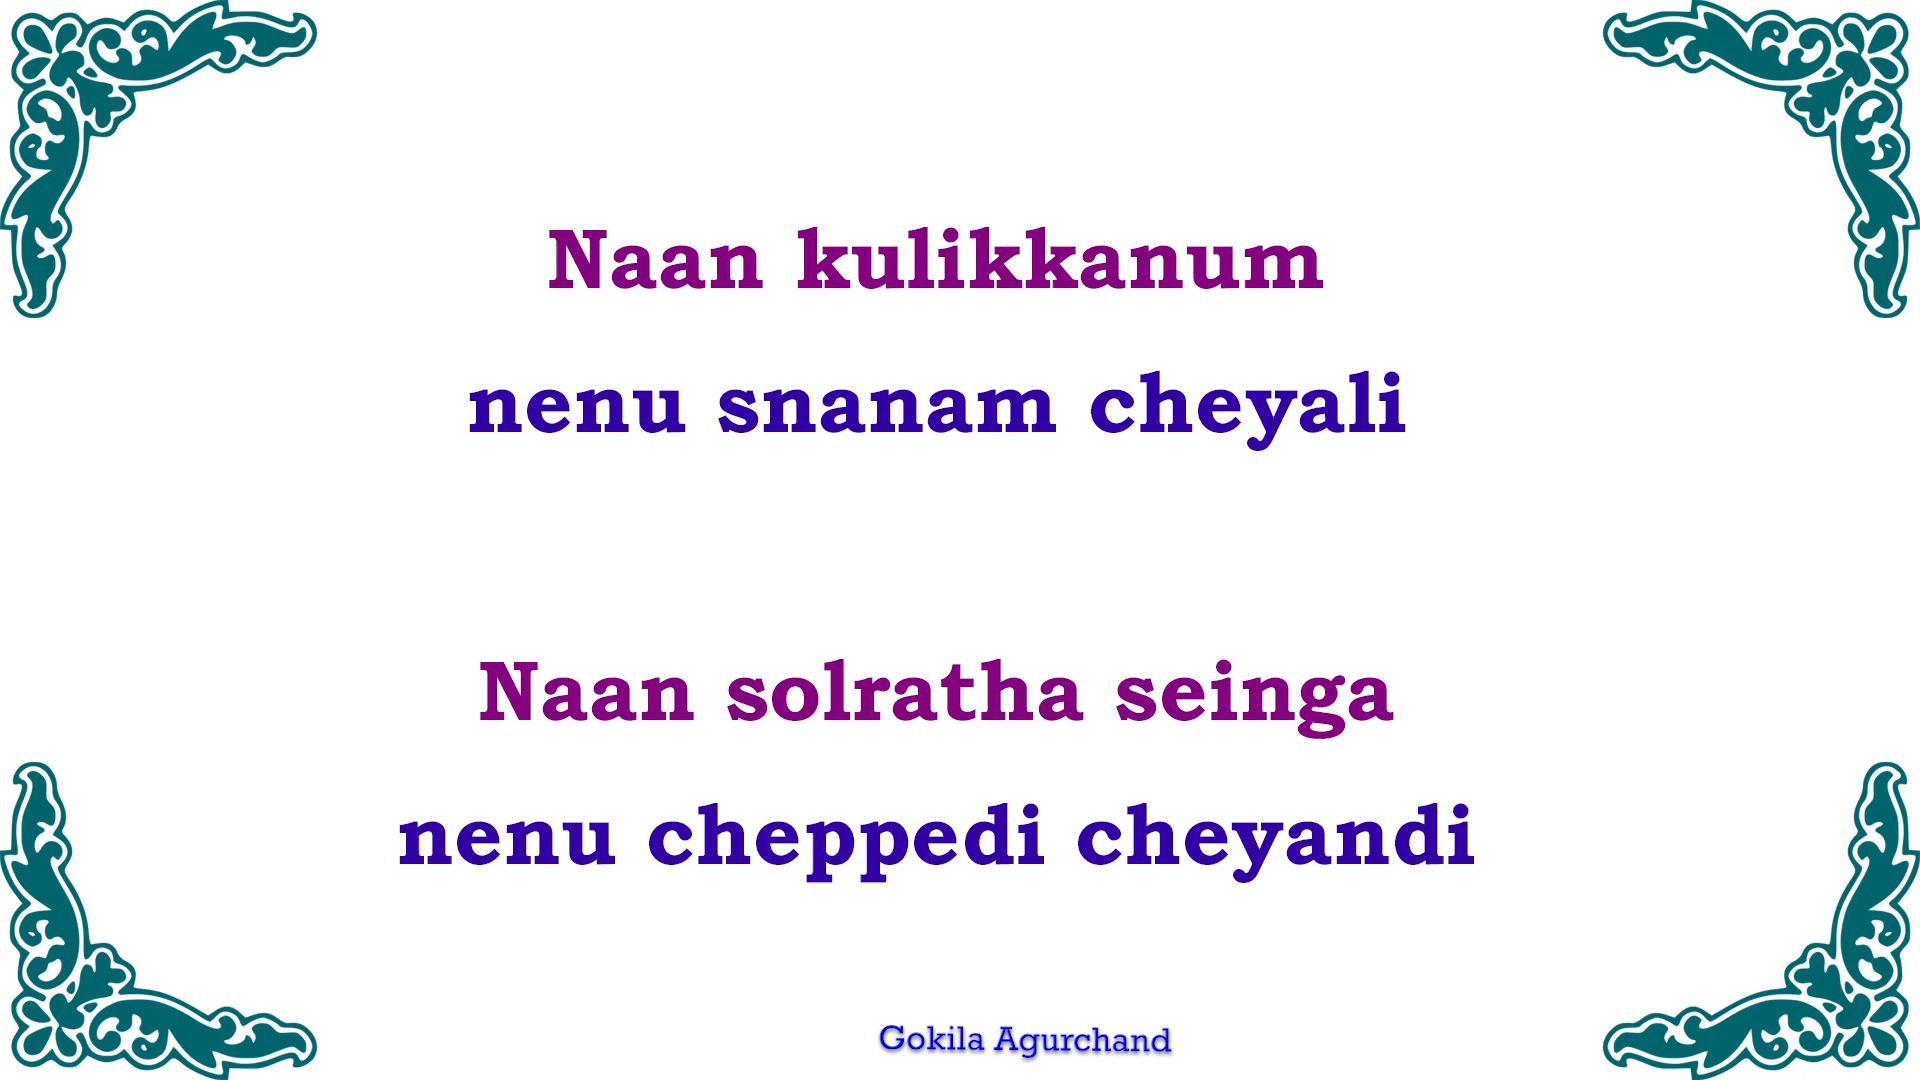 Naan kulikkanum
nenu snanam cheyali
Naan solratha seinga
nenu cheppedi cheyandi
Gokila Agurchand